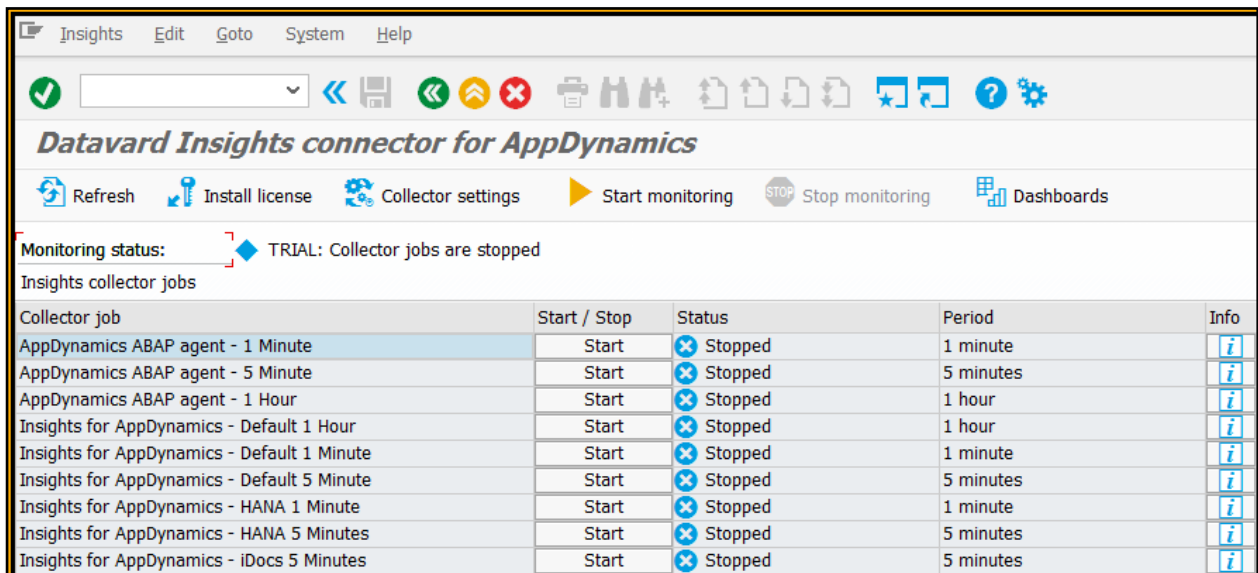 Insights Edit Goto System Help
Datavard Insights connector for AppDynamics
Refresh Install license Collector settings Start monitoring STOP Stop monitoring Dashboards
Monitoring status: TRIAL: Collector jobs are stopped
Insights collector jobs
Collector job Start / Stop Status Period Info
AppDynamics ABAP agent - 1 Minute Start Stopped 1 minute i
AppDynamics ABAP agent - 5 Minute Start Stopped 5 minutes i
AppDynamics ABAP agent - 1 Hour Start Stopped 1 hour i
Insights for AppDynamics - Default 1 Hour Start Stopped 1 hour i
Insights for AppDynamics - Default 1 Minute Start Stopped 1 minute i
Insights for AppDynamics - Default 5 Minute Start Stopped 5 minutes i
Insights for AppDynamics - HANA 1 Minute Start Stopped 1 minute i
Insights for AppDynamics - HANA 5 Minutes Start Stopped 5 minutes i
Insights for AppDynamics - iDocs 5 Minutes Start Stopped 5 minutes i